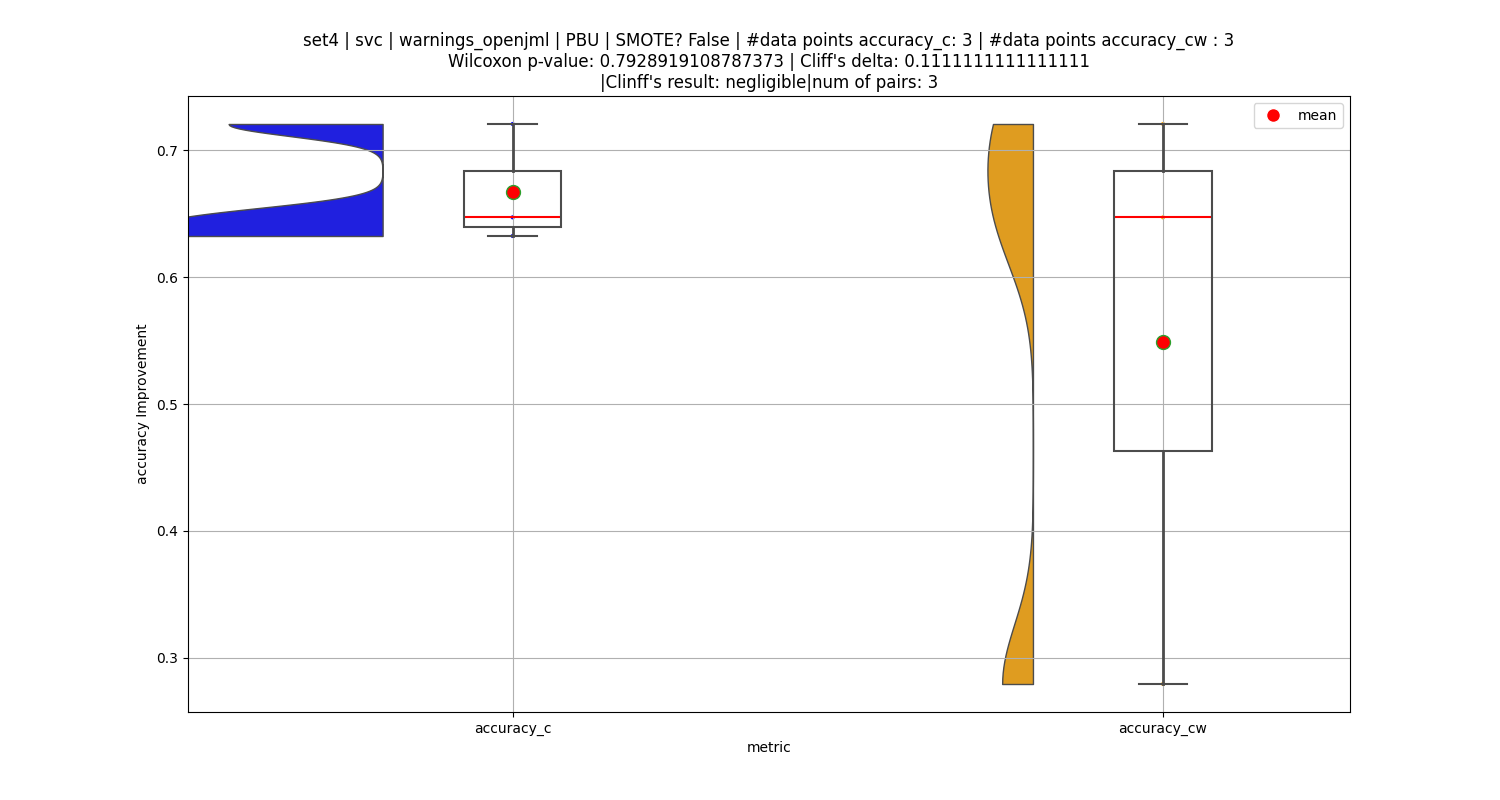 set4 | svc | warnings_openjml | PBU | SMOTE? False | #data points accuracy_c: 3 | #data points accuracy_cw : 3
Wilcoxon p-value: 0.7928919108787373 | Cliff's delta: 0.1111111111111111
|Clinff's result: negligible|num of pairs: 3
mean
0.7
0.6
0.5
0.4
0.3
accuracy Improvement
accuracy_c
accuracy_cw
metric